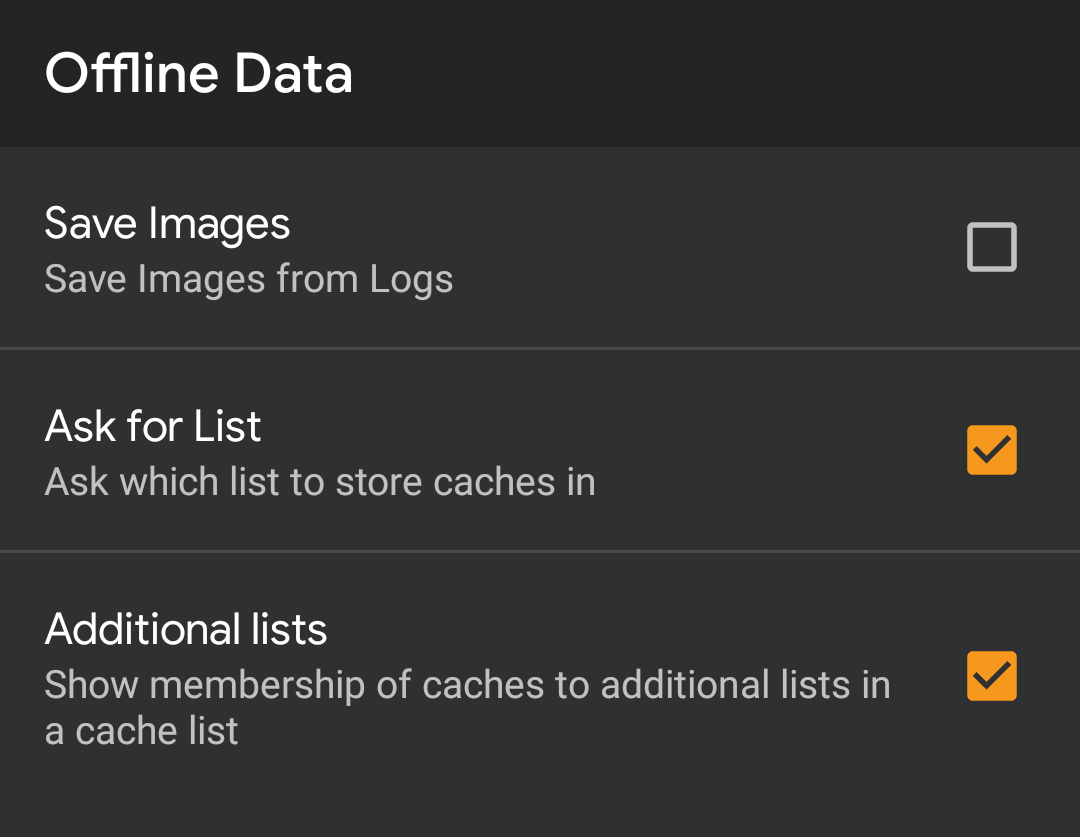 Offline Data
Save Images
Save Images from Logs
Ask for List
Ask which list to store caches in
Additional lists
Show membership of caches to additional lists in
a cache list